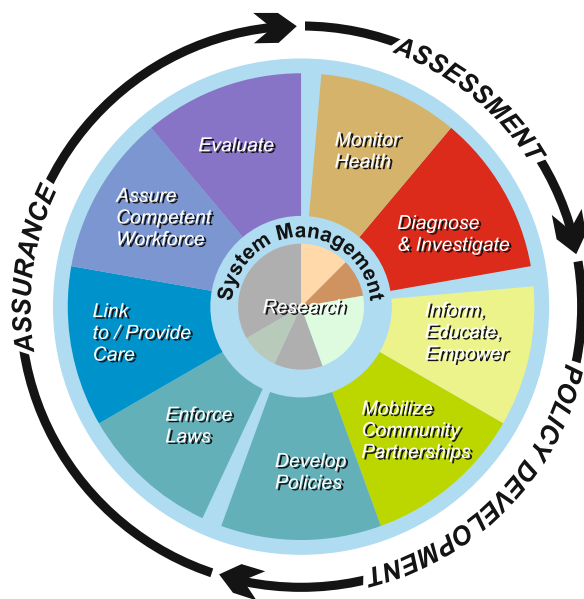 ASSESSMENT
Monitor
Health
Diagnose
& Investigate
POLICY DEVELOPMENT
Inform,
Educate,
Empower
Mobilize
Community
Partnerships
Develop
Policies
ASSURANCE
Enforce
Laws
Link
to / Provide
Care
Assure
Competent
Workforce
Evaluate
System Management
Research